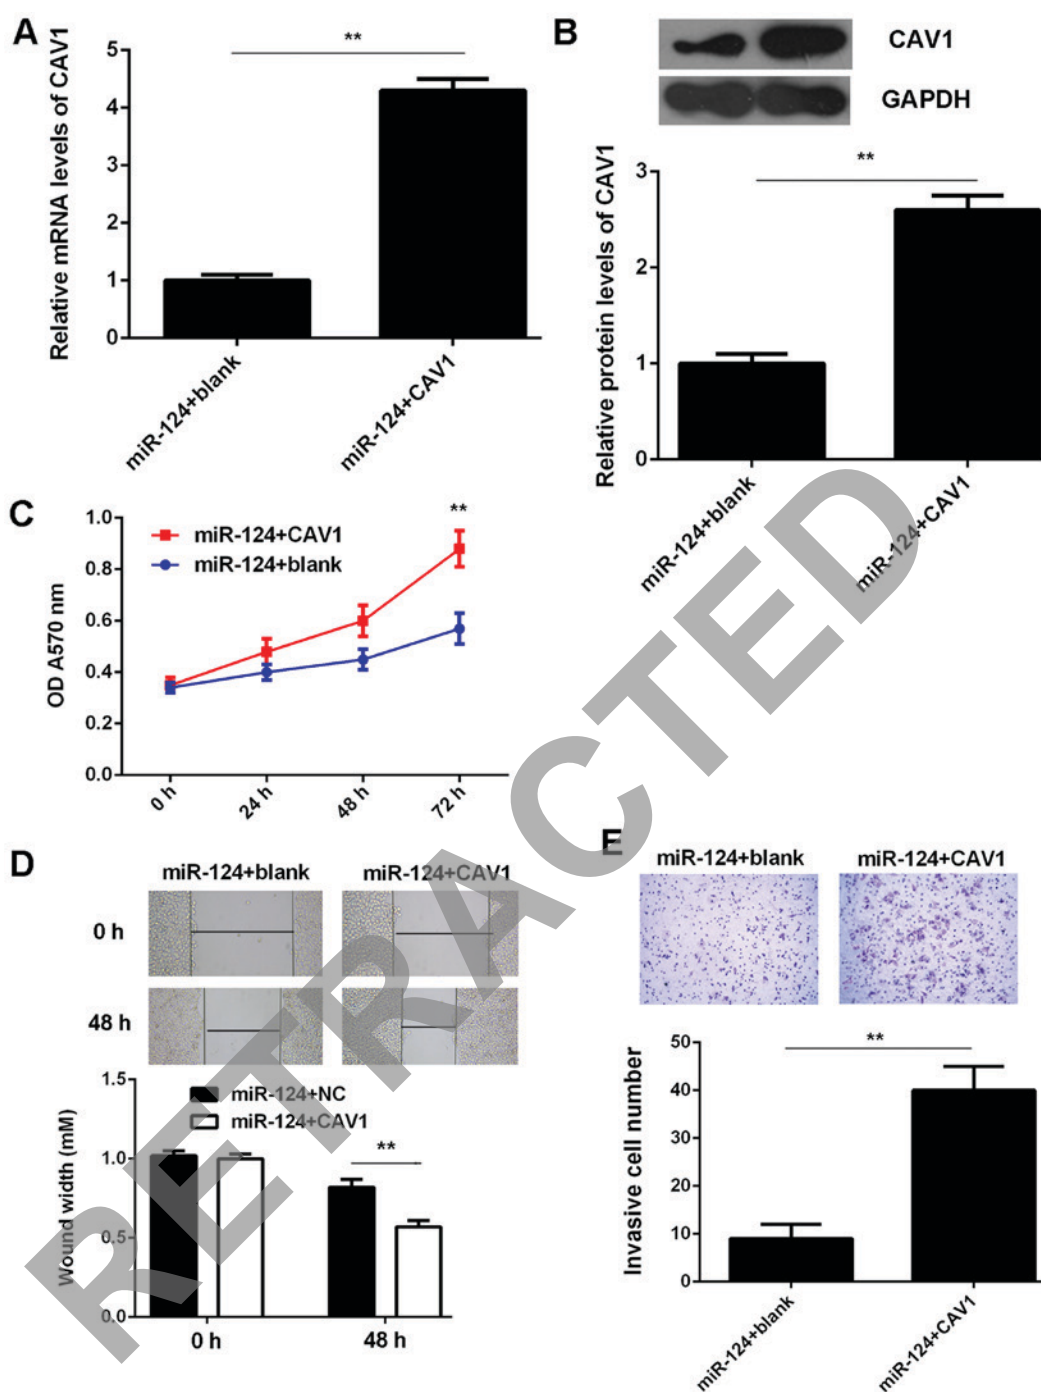 A
**
Relative mRNA levels of CAV1
5
4
3
2
1
0
miR-124+blank
miR-124+CAV1
B
CAV1
GAPDH
**
Relative protein levels of CAV1
3
2
1
0
miR-124+blank
miR-124+CAV1
C
**
miR-124+CAV1
miR-124+blank
OD A570 nm
1.0
0.8
0.6
0.4
0.2
0.0
0 h
24 h
48 h
72 h
D
miR-124+blank
miR-124+CAV1
0 h
48 h
miR-124+NC
miR-124+CAV1
**
Wound width (mM)
1.5
1.0
0.5
0.0
0 h
48 h
E
miR-124+blank
miR-124+CAV1
**
Invasive cell number
50
40
30
20
10
0
miR-124+blank
miR-124+CAV1
RETRACTED